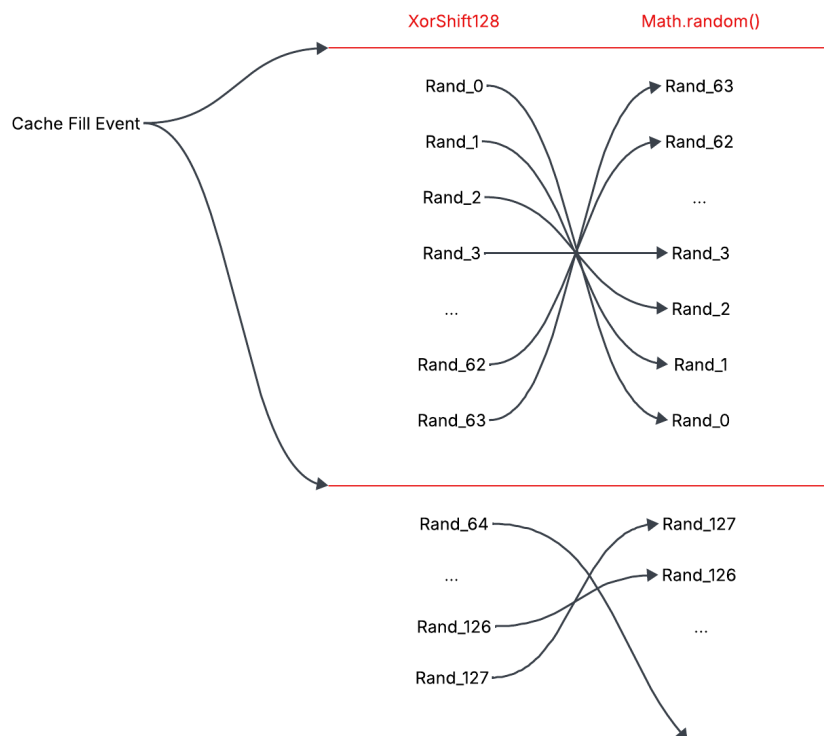 XorShift128
Math.random()
Cache Fill Event
Rand_0
Rand_63
Rand_1
Rand_62
Rand_2
...
Rand_3
Rand_3
...
Rand_2
Rand_62
Rand_1
Rand_63
Rand_0
Rand_64
Rand_127
...
Rand_126
Rand_126
...
Rand_127